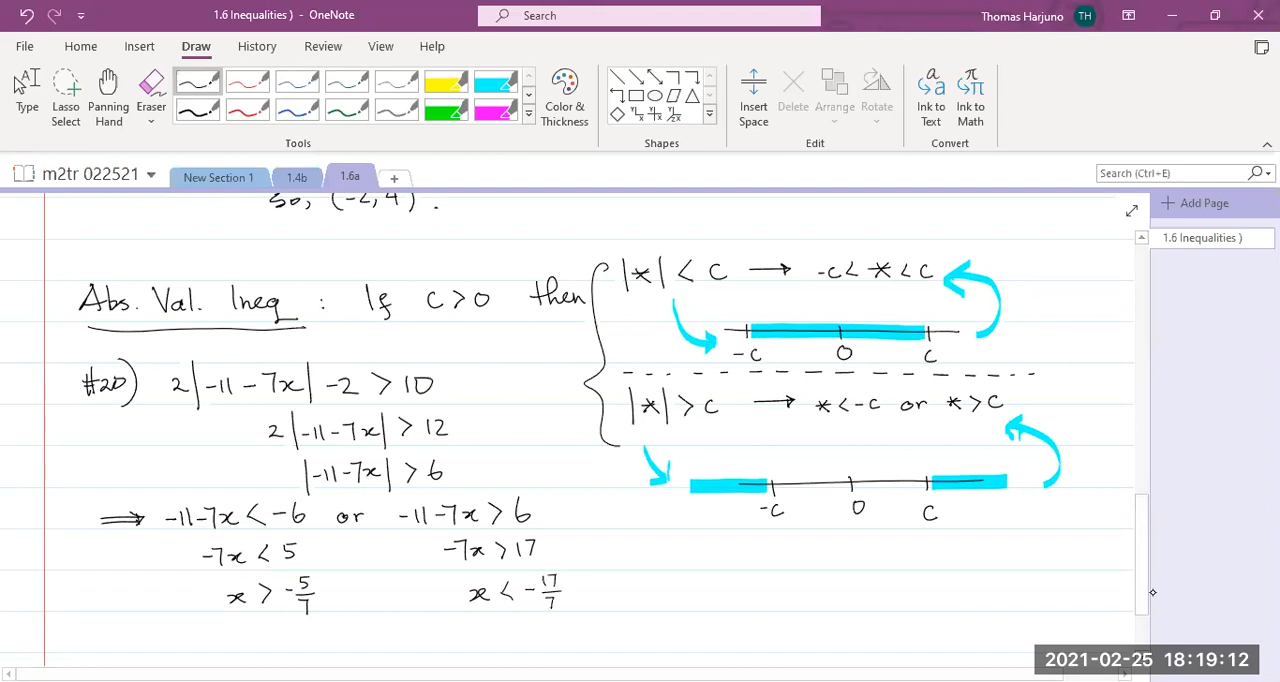 1.6 Inequalities ) - OneNote
Search
Thomas Harjuno TH
File Home Insert Draw History Review View Help
Type
Lasso Select
Panning Hand
Eraser
Color & Thickness
Insert Space
Delete
Arrange
Rotate
Ink to Text
Ink to Math
Tools Shapes Edit Convert
m2tr 022521
New Section 1
1.4b
1.6a
Search (Ctrl+E)
Add Page
1.6 Inequalities )
so, (-2,4).
Abs. Val. Ineq : If c>0 then
|*| < c → -c< * <c
-c 0 c
|*| > c → *<-c or *>c
-c 0 c
#20) 2|-11-7x| -2 > 10
2|-11-7x| > 12
|-11-7x| > 6
⇒ -11-7x < -6 or -11-7x > 6
-7x < 5 -7x > 17
x > -5/7 x < -17/7
2021-02-25 18:19:12